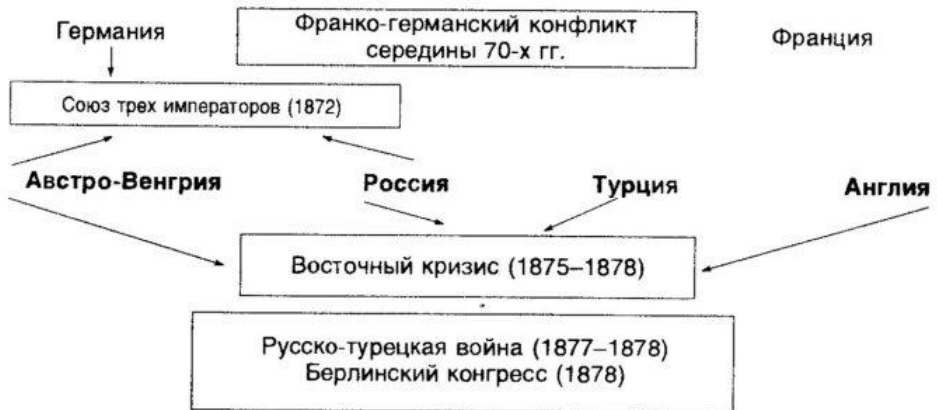 Германия
Франко-германский конфликт
середины 70-х гг.
Франция
Союз трех императоров (1872)
Австро-Венгрия
Россия
Турция
Англия
Восточный кризис (1875–1878)
Русско-турецкая война (1877–1878)
Берлинский конгресс (1878)